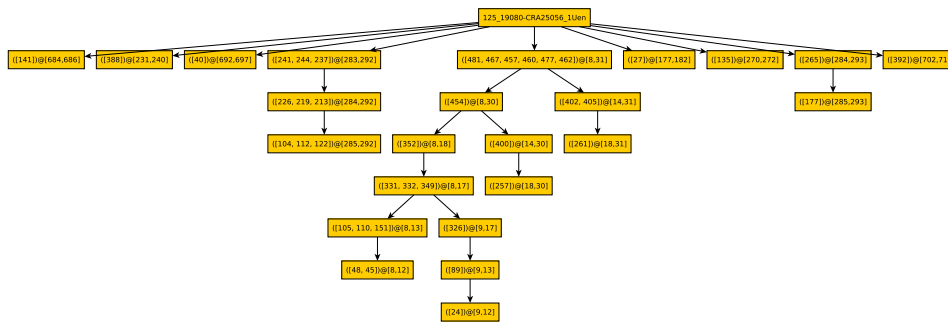 125_19080-CRA25056_1Uen
([141])@[684,686]
([388])@[231,240]
([40])@[692,697]
([241, 244, 237])@[283,292]
([481, 467, 457, 460, 477, 462])@[8,31]
([27])@[177,182]
([135])@[270,272]
([265])@[284,293]
([392])@[702,71
([226, 219, 213])@[284,292]
([454])@[8,30]
([402, 405])@[14,31]
([177])@[285,293]
([104, 112, 122])@[285,292]
([352])@[8,18]
([400])@[14,30]
([261])@[18,31]
([331, 332, 349])@[8,17]
([257])@[18,30]
([105, 110, 151])@[8,13]
([326])@[9,17]
([48, 45])@[8,12]
([89])@[9,13]
([24])@[9,12]